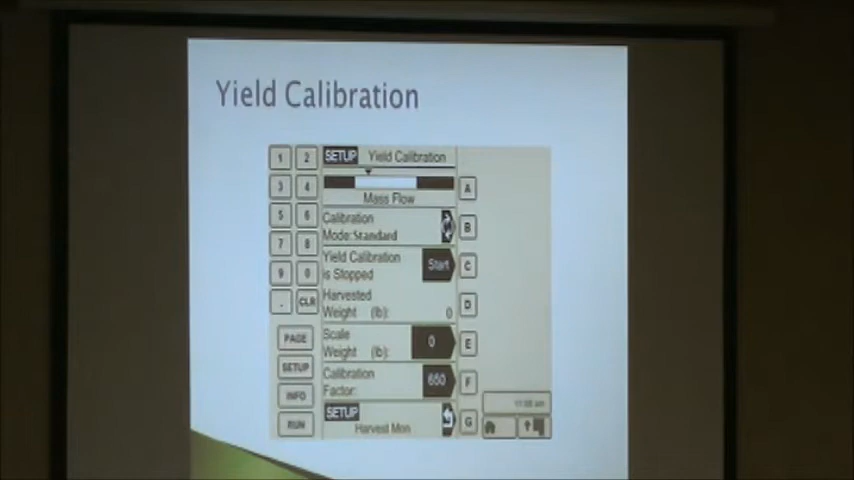 Yield Calibration
1 2 SETUP Yield Calibration
3 4 A
Mass Flow
5 6 Calibration B
7 8 Mode:Standard
Yield Calibration Start C
9 0 is Stopped
Harvested D
. CLR Weight (lb): 0
PAGE Scale 0 E
Weight (lb):
SETUP Calibration 660 F
Factor:
INFO
SETUP G
RUN Harvest Mon